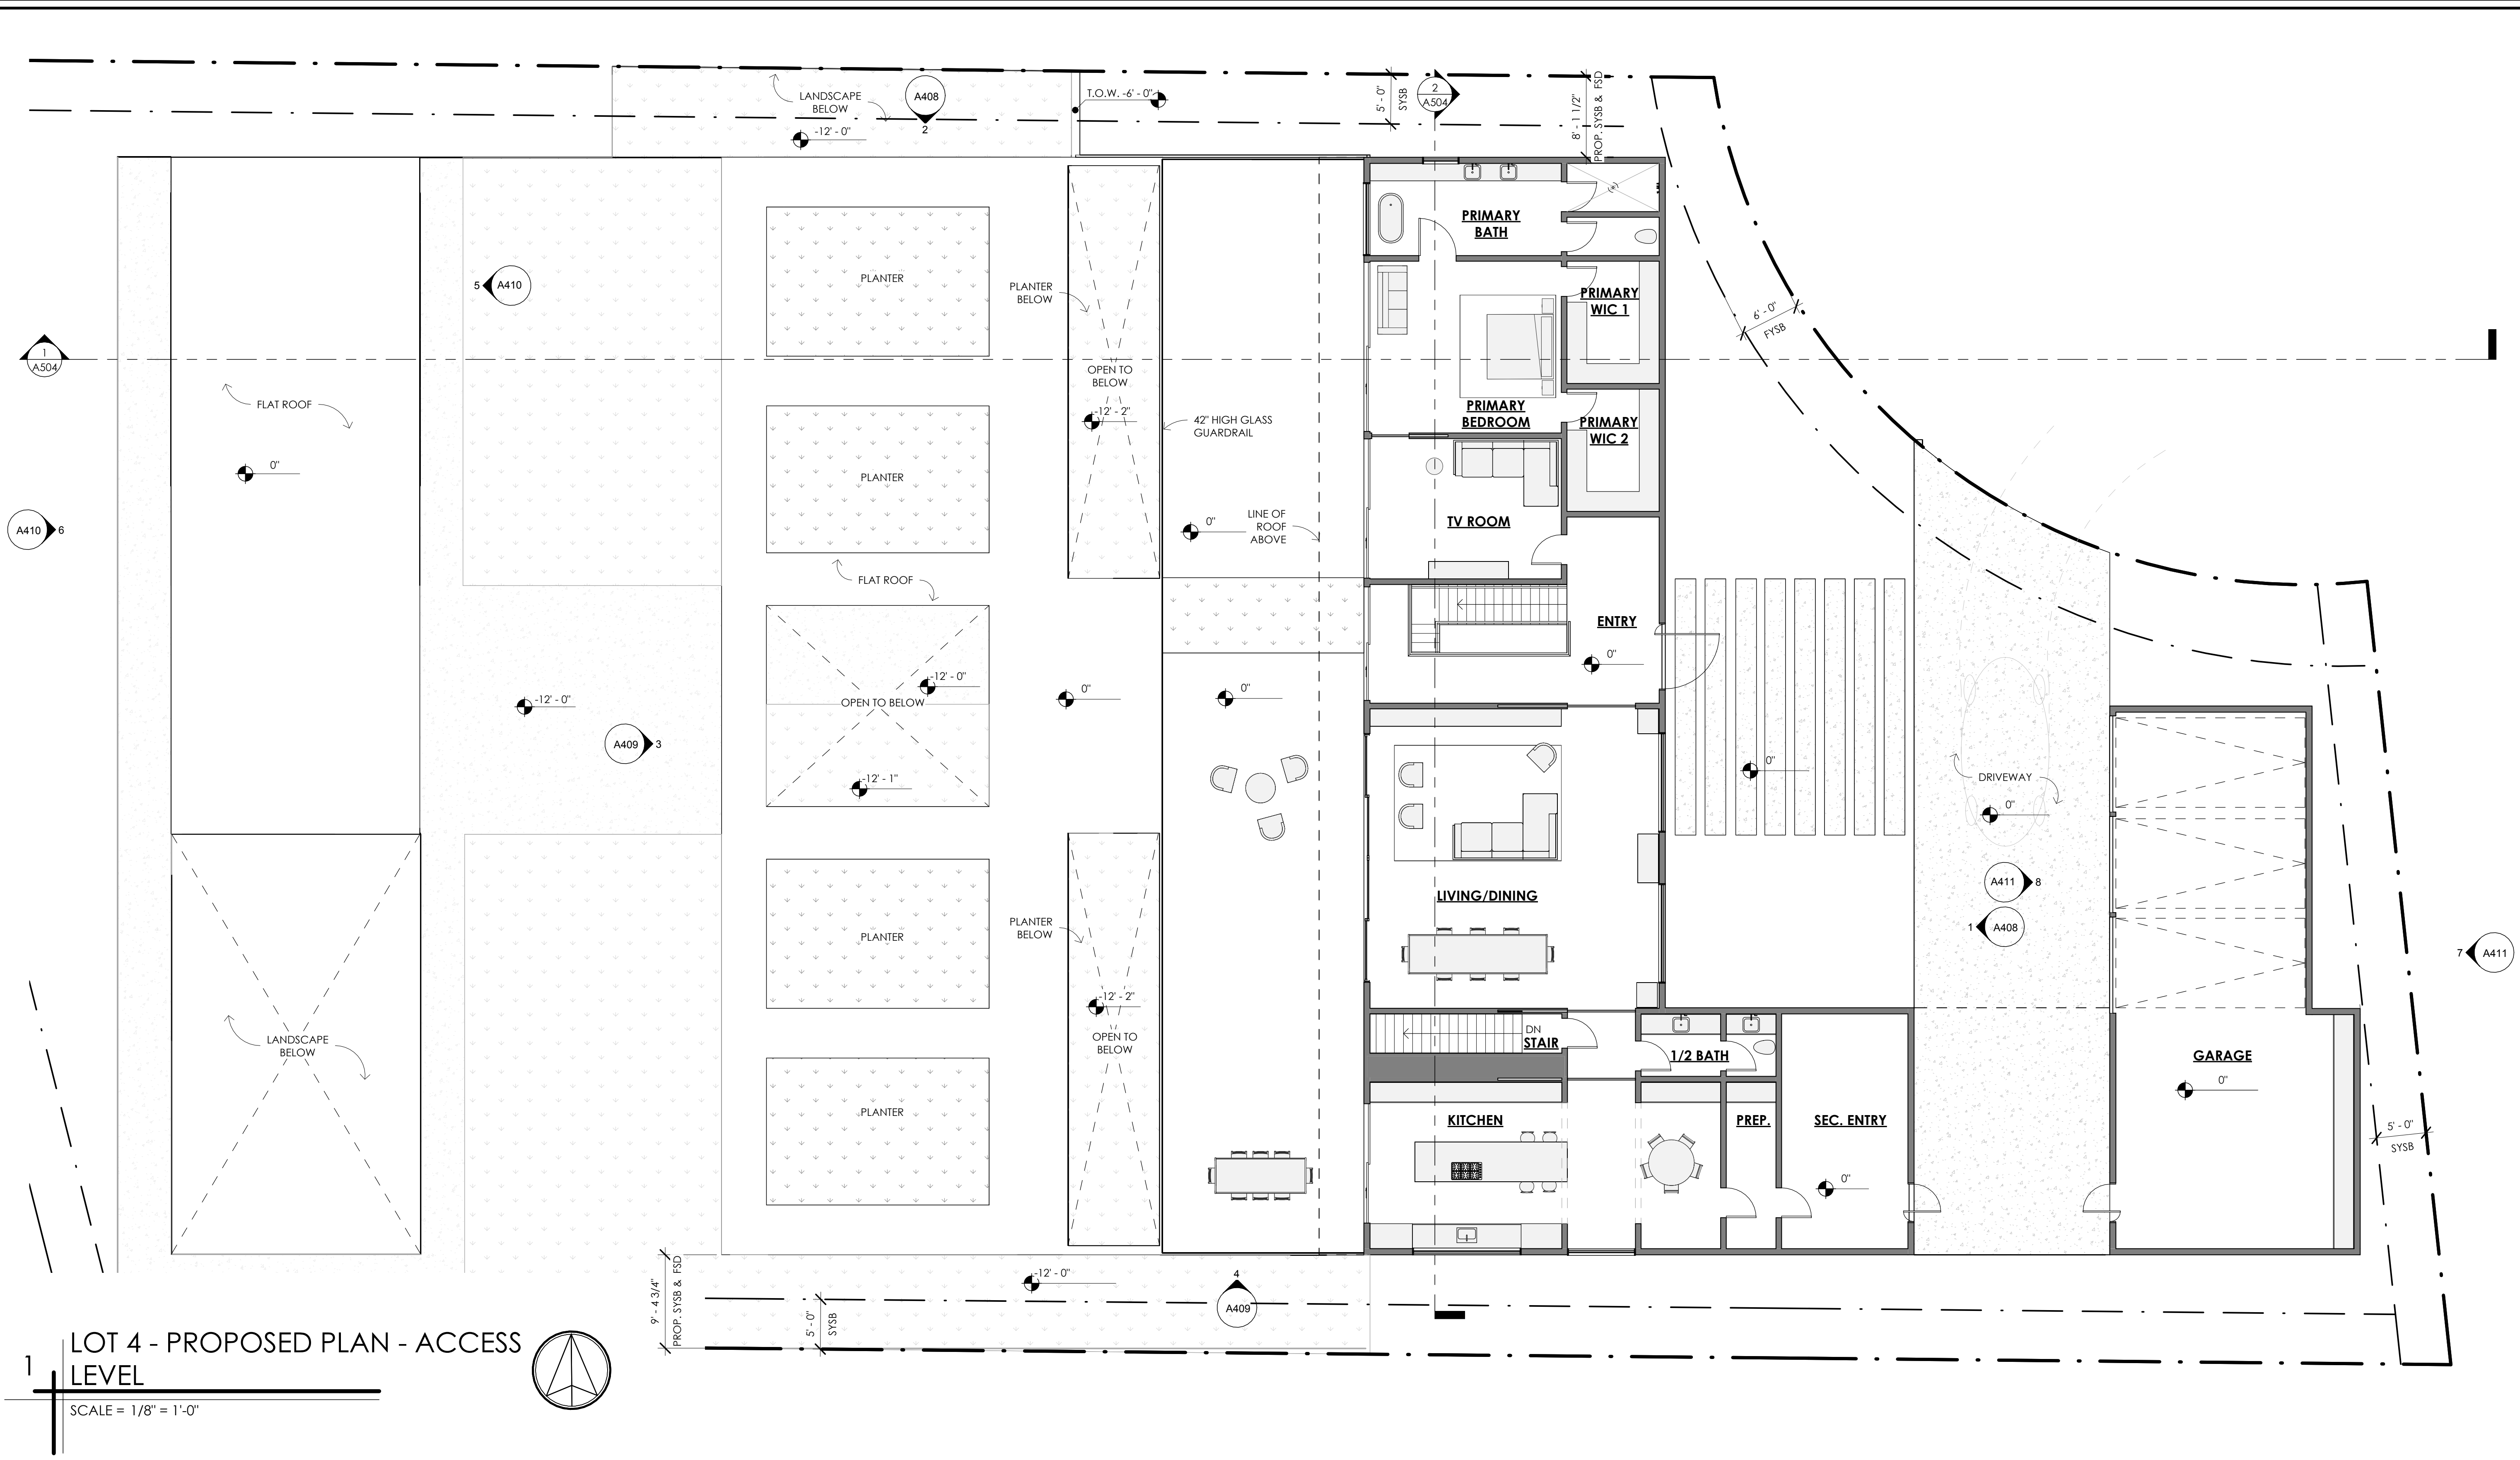 LANDSCAPE
BELOW
A408
2
-12' - 0"
T.O.W. -6' - 0"
5' - 0"
SYSB
2
A504
8' - 1 1/2"
PROP. SYSB & FSD
PRIMARY
BATH
5
A410
PLANTER
PLANTER
BELOW
PRIMARY
WIC 1
6' - 0"
FYSB
1
A504
OPEN TO
BELOW
FLAT ROOF
-12' - 2"
42" HIGH GLASS
GUARDRAIL
PRIMARY
BEDROOM
PRIMARY
WIC 2
0"
PLANTER
A410
6
0"
LINE OF
ROOF
ABOVE
TV ROOM
FLAT ROOF
ENTRY
0"
-12' - 0"
-12' - 0"
OPEN TO BELOW
0"
0"
A409
3
-12' - 1"
0"
DRIVEWAY
0"
A411
8
LIVING/DINING
1
A408
PLANTER
PLANTER
BELOW
7
A411
-12' - 2"
LANDSCAPE
BELOW
OPEN TO
BELOW
DN
STAIR
1/2 BATH
GARAGE
0"
PLANTER
KITCHEN
PREP.
SEC. ENTRY
0"
5' - 0"
SYSB
9' - 4 3/4"
PROP. SYSB & FSD
-12' - 0"
4
A409
5' - 0"
SYSB
1
LOT 4 - PROPOSED PLAN - ACCESS
LEVEL
SCALE = 1/8" = 1'-0"